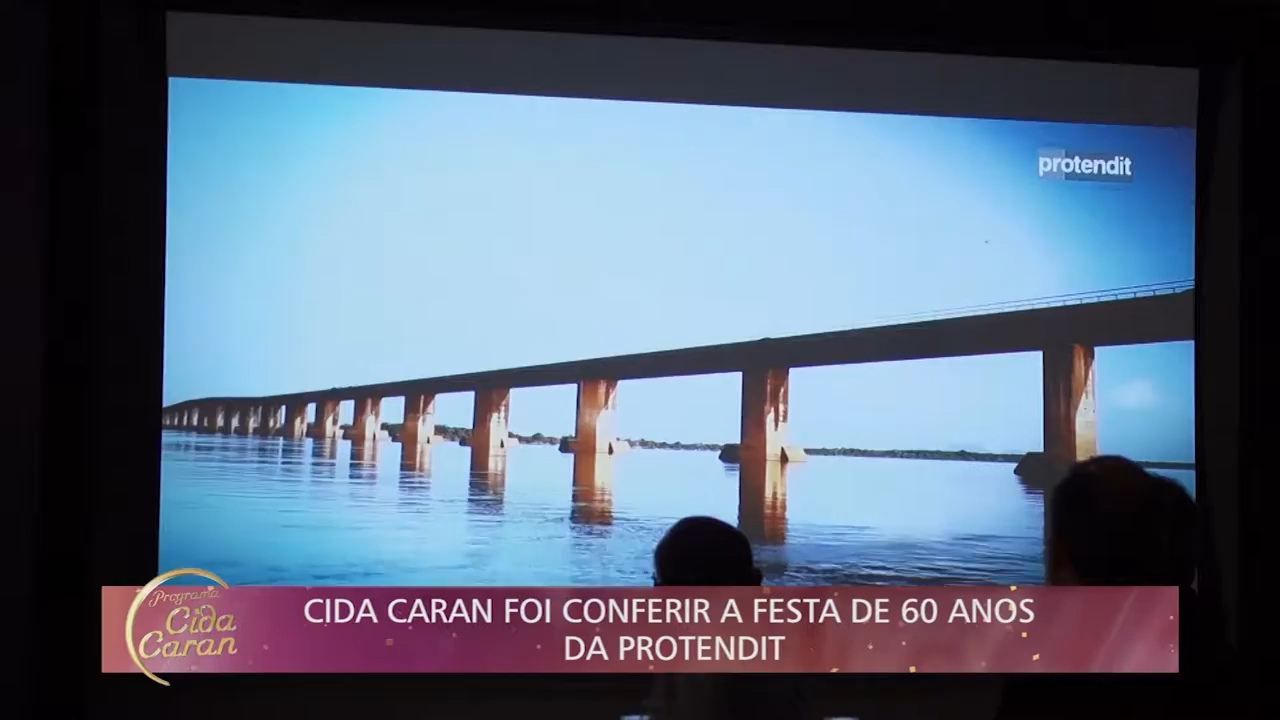 protendit
Programa
Cida
Caran
CIDA CARAN FOI CONFERIR A FESTA DE 60 ANOS
DA PROTENDIT